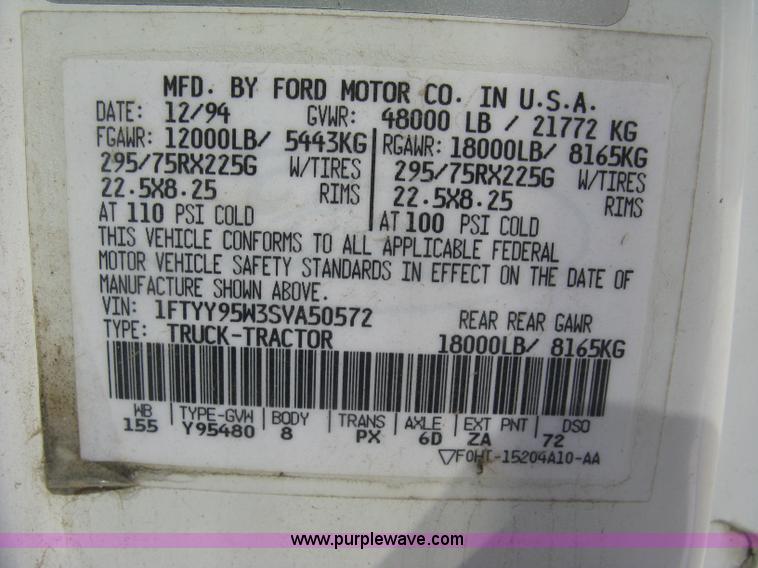 MFD. BY FORD MOTOR CO. IN U.S.A.
DATE: 12/94 GVWR: 48000 LB / 21772 KG
FGAWR: 12000LB/ 5443KG RGAWR: 18000LB/ 8165KG
295/75RX225G W/TIRES 295/75RX225G W/TIRES
22.5X8.25 RIMS 22.5X8.25 RIMS
AT 110 PSI COLD AT 100 PSI COLD
THIS VEHICLE CONFORMS TO ALL APPLICABLE FEDERAL
MOTOR VEHICLE SAFETY STANDARDS IN EFFECT ON THE DATE OF
MANUFACTURE SHOWN ABOVE.
VIN: 1FTYY95W3SVA50572 REAR REAR GAWR
TYPE: TRUCK-TRACTOR 18000LB/ 8165KG
WB TYPE-GVW BODY TRANS AXLE EXT PNT DSO
155 Y95480 8 PX 6D ZA 72
F0HT-15204A10-AA
www.purplewave.com